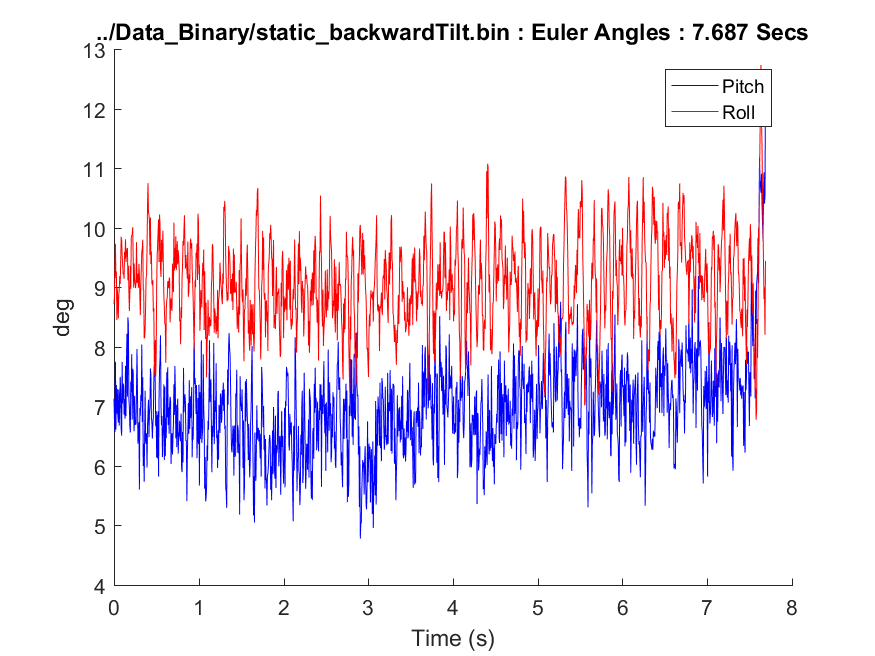 ../Data_Binary/static_backwardTilt.bin : Euler Angles : 7.687 Secs
13
12
11
10
9
8
7
6
5
4
deg
Pitch
Roll
0 1 2 3 4 5 6 7 8
Time (s)